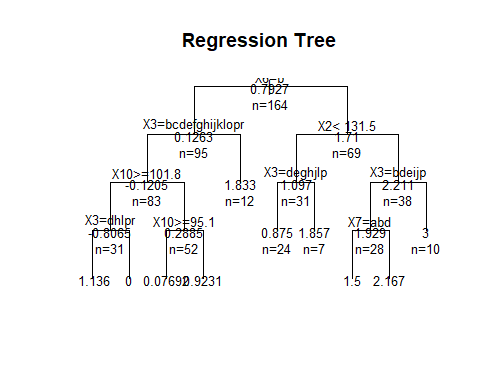 Regression Tree
0.7927
n=164
X3=bcdefghijklopr
X2< 131.5
0.1263
1.71
n=95
n=69
X10>=101.8
X3=deghjlp
X3=bdeijp
-0.1205
1.833
1.097
2.211
n=83
n=12
n=31
n=38
X3=dhlpr
X10>=95.1
X7=abd
-0.8065
0.2885
0.875
1.857
1.929
3
n=31
n=52
n=24
n=7
n=28
n=10
1.136
0
0.07692
0.9231
1.5
2.167